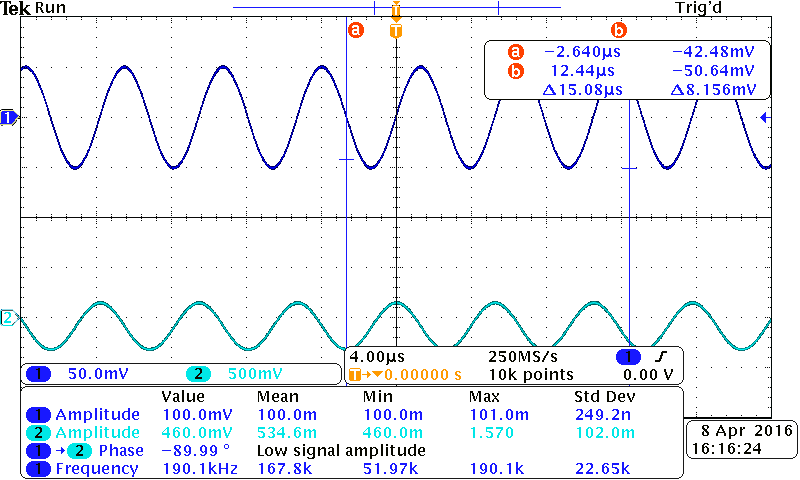 Tek Run Trig'd
T
a T b
a −2.640µs −42.48mV
b 12.44µs −50.64mV
Δ15.08µs Δ8.156mV
1
2
1 50.0mV 2 500mV
4.00µs 250MS/s 1
T→▼0.00000 s 10k points 0.00 V
Value Mean Min Max Std Dev
1 Amplitude 100.0mV 100.0m 100.0m 101.0m 249.2n
2 Amplitude 460.0mV 534.6m 460.0m 1.570 102.0m
1 → 2 Phase −89.99 ° Low signal amplitude
1 Frequency 190.1kHz 167.8k 51.97k 190.1k 22.65k
8 Apr 2016
16:16:24